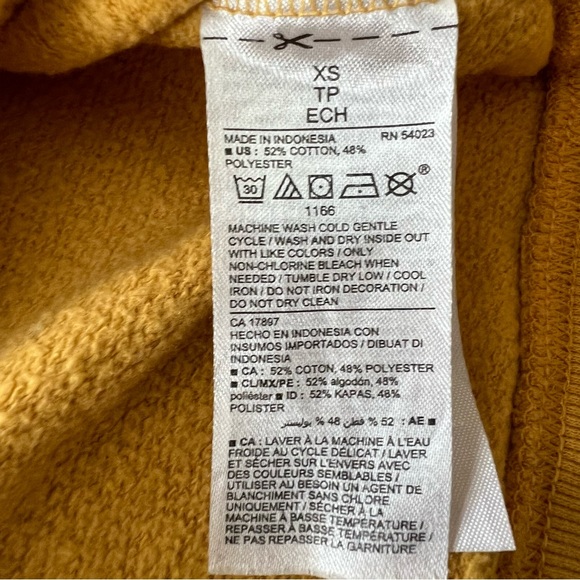 XS
TP
ECH
MADE IN INDONESIA RN 54023
■ US : 52% COTTON, 48%
POLYESTER
30
®
1166
MACHINE WASH COLD GENTLE
CYCLE / WASH AND DRY INSIDE OUT
WITH LIKE COLORS / ONLY
NON-CHLORINE BLEACH WHEN
NEEDED / TUMBLE DRY LOW / COOL
IRON / DO NOT IRON DECORATION /
DO NOT DRY CLEAN
CA 17897
HECHO EN INDONESIA CON
INSUMOS IMPORTADOS / DIBUAT DI
INDONESIA
■ CA : 52% COTON, 48% POLYESTER
■ CL/MX/PE : 52% algodón, 48%
poliéster ■ ID : 52% KAPAS, 48%
POLISTER
■ AE : 52 % قطن 48 % بوليستر
■ CA : LAVER À LA MACHINE À L'EAU
FROIDE AU CYCLE DÉLICAT / LAVER
ET SÉCHER SUR L'ENVERS AVEC
DES COULEURS SEMBLABLES /
UTILISER AU BESOIN UN AGENT DE
BLANCHIMENT SANS CHLORE
UNIQUEMENT / SÉCHER À LA
MACHINE À BASSE TEMPÉRATURE /
REPASSER À BASSE TEMPÉRATURE /
NE PAS REPASSER LA GARNITURE